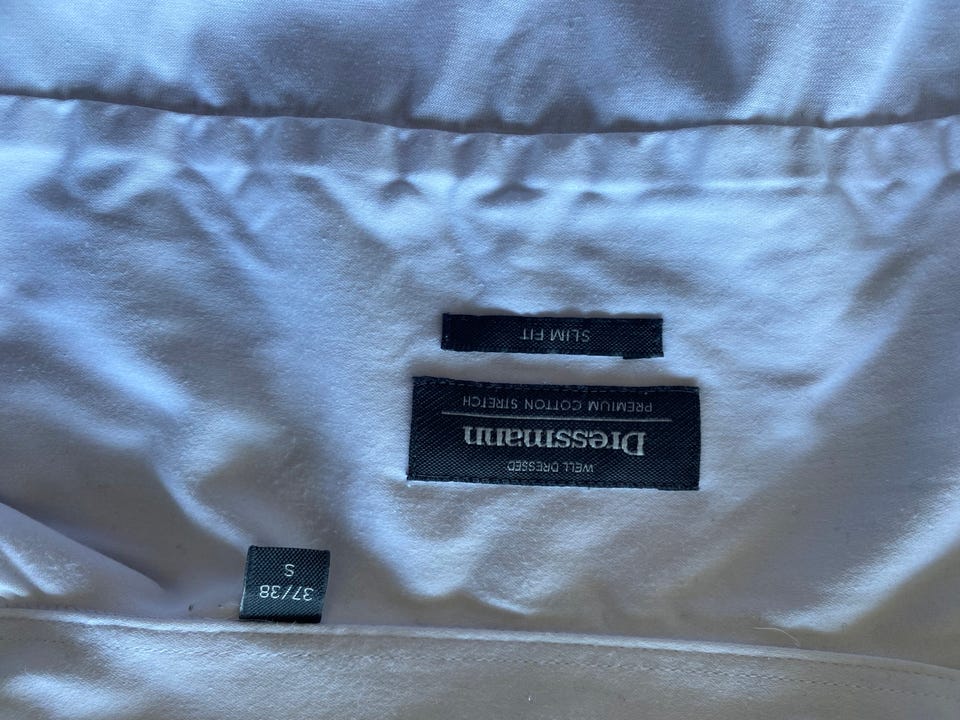 37/38
S
WELL DRESSED
Dressmann
PREMIUM COTTON STRETCH
SLIM FIT